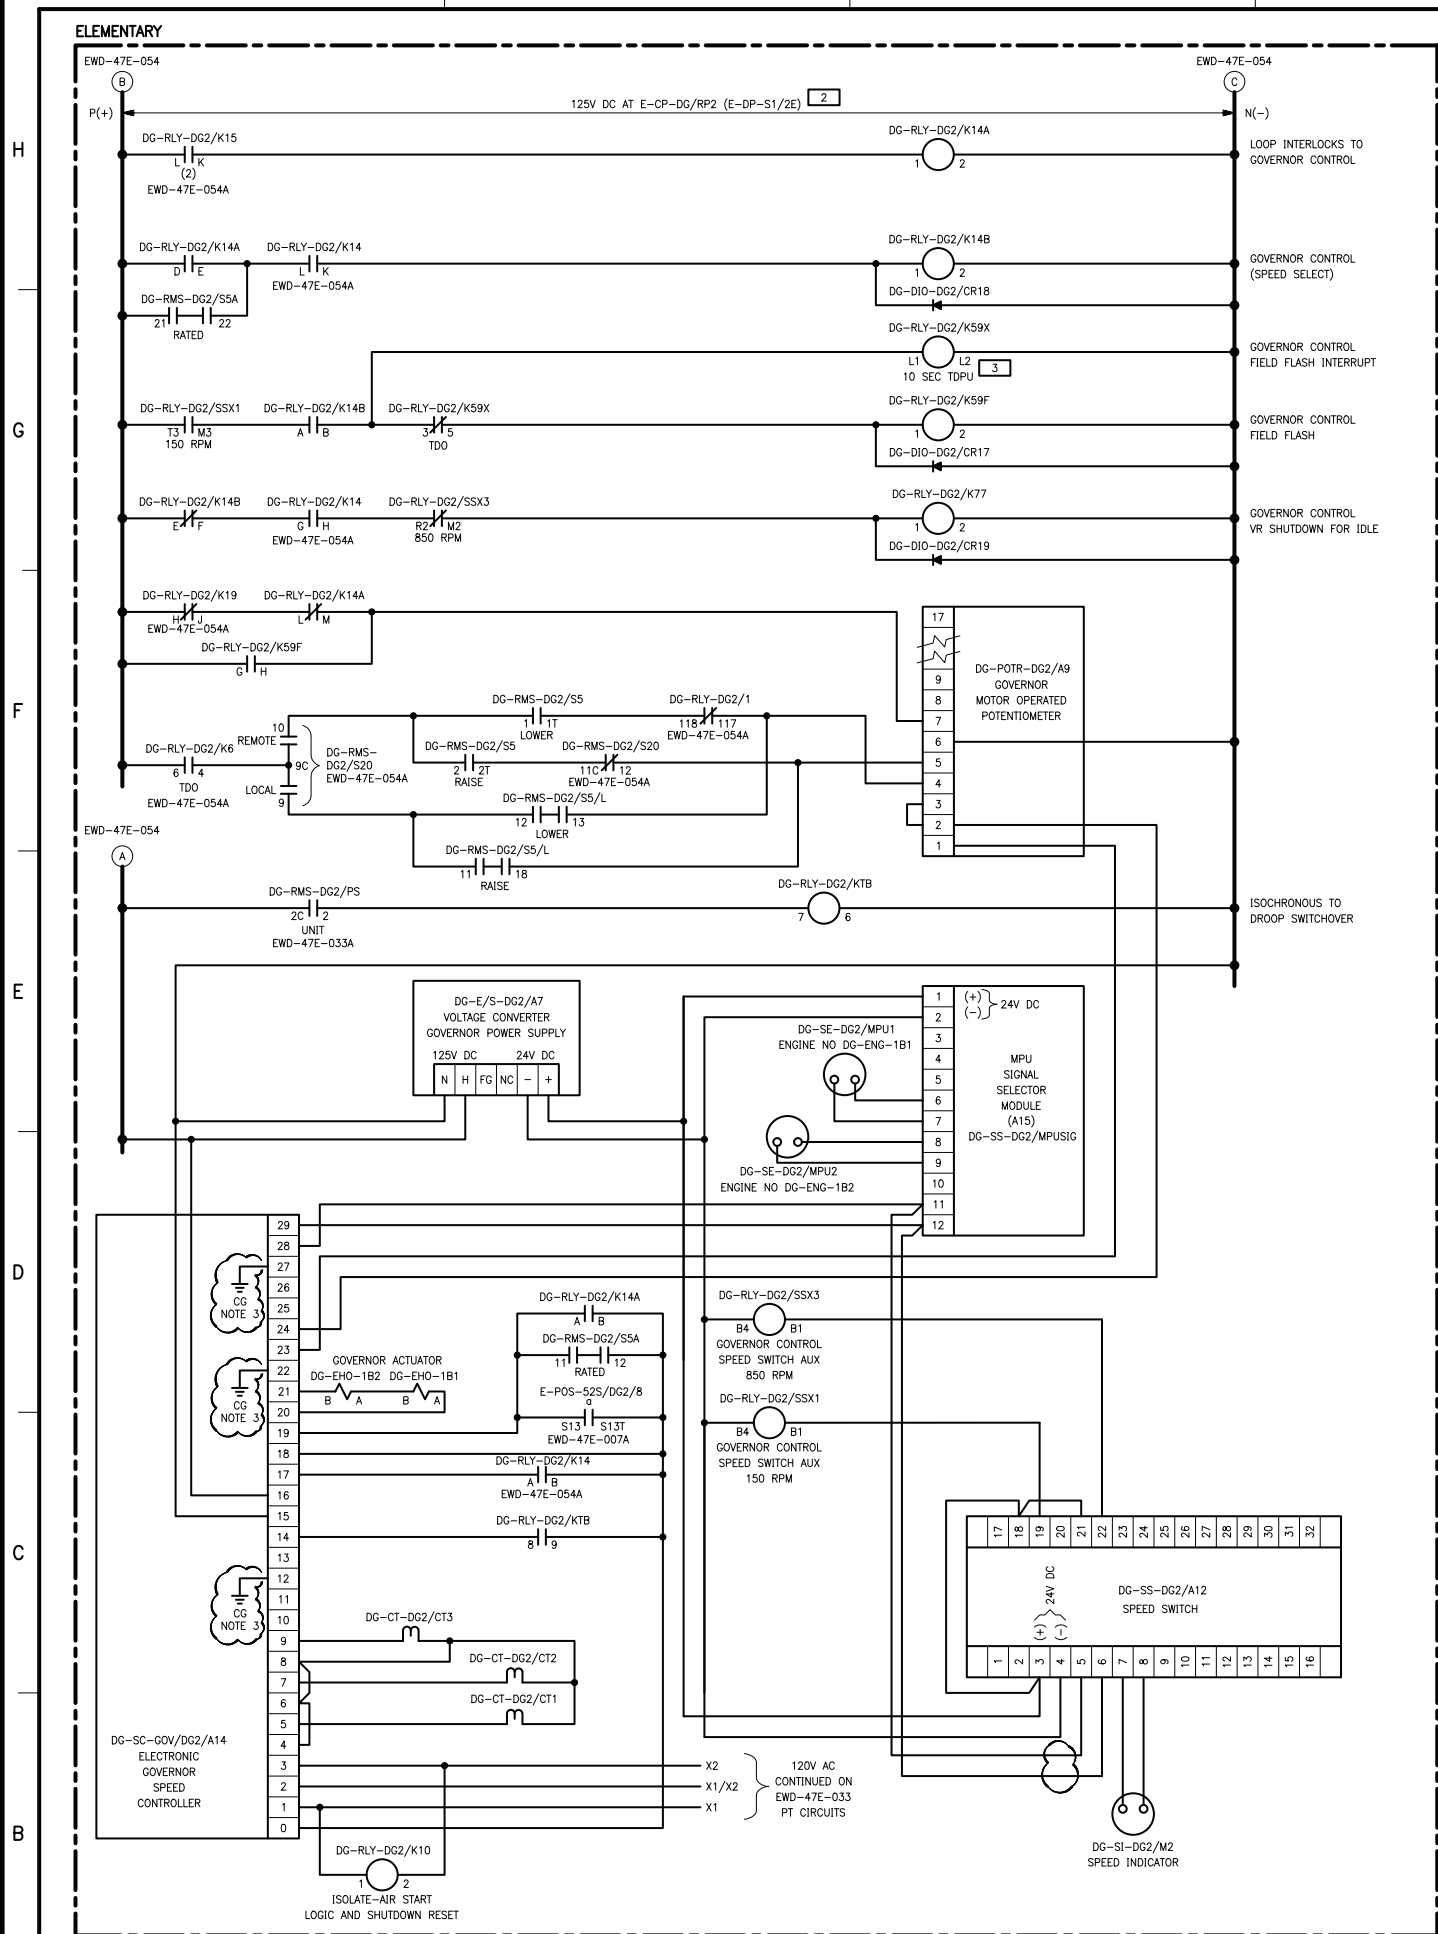 ELEMENTARY
EWD-47E-054
EWD-47E-054
B
C
P(+)
125V DC AT E-CP-DG/RP2 (E-DP-S1/2E)
2
N(-)
H
DG-RLY-DG2/K15
L K
(2)
EWD-47E-054A
DG-RLY-DG2/K14A
1 2
LOOP INTERLOCKS TO
GOVERNOR CONTROL
DG-RLY-DG2/K14A
D E
DG-RLY-DG2/K14
L K
EWD-47E-054A
DG-RLY-DG2/K14B
1 2
DG-DIO-DG2/CR18
GOVERNOR CONTROL
(SPEED SELECT)
DG-RMS-DG2/S5A
21 22
RATED
DG-RLY-DG2/K59X
L1 L2
10 SEC TDPU
3
GOVERNOR CONTROL
FIELD FLASH INTERRUPT
G
DG-RLY-DG2/SSX1
T3 M3
150 RPM
DG-RLY-DG2/K14B
A B
DG-RLY-DG2/K59X
3 5
TDO
DG-RLY-DG2/K59F
1 2
DG-DIO-DG2/CR17
GOVERNOR CONTROL
FIELD FLASH
DG-RLY-DG2/K14B
E F
DG-RLY-DG2/K14
G H
EWD-47E-054A
DG-RLY-DG2/SSX3
R2 M2
850 RPM
DG-RLY-DG2/K77
1 2
DG-DIO-DG2/CR19
GOVERNOR CONTROL
VR SHUTDOWN FOR IDLE
F
DG-RLY-DG2/K19
H J
EWD-47E-054A
DG-RLY-DG2/K14A
L M
DG-RLY-DG2/K59F
G H
17
9
8
7
6
5
4
3
2
1
DG-POTR-DG2/A9
GOVERNOR
MOTOR OPERATED
POTENTIOMETER
DG-RLY-DG2/K6
6 4
TDO
EWD-47E-054A
10
REMOTE
9C
LOCAL
9
DG-RMS-
DG2/S20
EWD-47E-054A
DG-RMS-DG2/S5
1 1T
LOWER
DG-RLY-DG2/1
118 117
EWD-47E-054A
DG-RMS-DG2/S5
2 2T
RAISE
DG-RMS-DG2/S20
11C 12
EWD-47E-054A
DG-RMS-DG2/S5/L
12 13
LOWER
DG-RMS-DG2/S5/L
11 18
RAISE
EWD-47E-054
A
E
DG-RMS-DG2/PS
2C 2
UNIT
EWD-47E-033A
DG-RLY-DG2/KTB
7 6
ISOCHRONOUS TO
DROOP SWITCHOVER
DG-E/S-DG2/A7
VOLTAGE CONVERTER
GOVERNOR POWER SUPPLY
125V DC 24V DC
N H FG NC - +
DG-SE-DG2/MPU1
ENGINE NO DG-ENG-1B1
DG-SE-DG2/MPU2
ENGINE NO DG-ENG-1B2
1
2
3
4
5
6
7
8
9
10
11
12
(+)
(-)
24V DC
MPU
SIGNAL
SELECTOR
MODULE
(A15)
DG-SS-DG2/MPUSIG
D
29
28
27
26
25
24
23
22
21
20
19
18
17
16
15
14
13
12
11
10
9
8
7
6
5
4
3
2
1
0
CG
NOTE 3
CG
NOTE 3
CG
NOTE 3
GOVERNOR ACTUATOR
DG-EHO-1B2 DG-EHO-1B1
B A B A
DG-RLY-DG2/K14A
A B
DG-RMS-DG2/S5A
11 12
RATED
E-POS-52S/DG2/8
a
S13 S13T
EWD-47E-007A
DG-RLY-DG2/K14
A B
EWD-47E-054A
DG-RLY-DG2/KTB
8 9
DG-RLY-DG2/SSX3
B4 B1
GOVERNOR CONTROL
SPEED SWITCH AUX
850 RPM
DG-RLY-DG2/SSX1
B4 B1
GOVERNOR CONTROL
SPEED SWITCH AUX
150 RPM
C
17 18 19 20 21 22 23 24 25 26 27 28 29 30 31 32
24V DC
(+) (-)
DG-SS-DG2/A12
SPEED SWITCH
1 2 3 4 5 6 7 8 9 10 11 12 13 14 15 16
DG-CT-DG2/CT3
DG-CT-DG2/CT2
DG-CT-DG2/CT1
DG-SC-GOV/DG2/A14
ELECTRONIC
GOVERNOR
SPEED
CONTROLLER
X2
X1/X2
X1
120V AC
CONTINUED ON
EWD-47E-033
PT CIRCUITS
B
DG-RLY-DG2/K10
1 2
ISOLATE-AIR START
LOGIC AND SHUTDOWN RESET
DG-SI-DG2/M2
SPEED INDICATOR